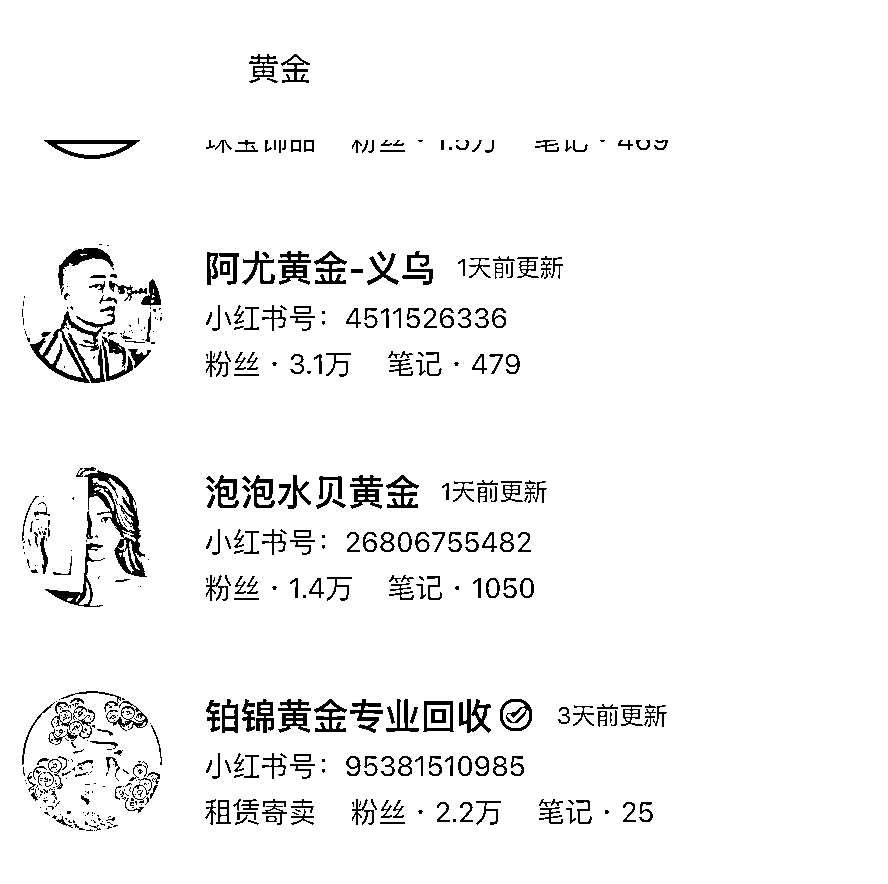 黄金
珠宝饰品 粉丝 · 1.5万 笔记 · 469
阿尤黄金-义乌 1天前更新
小红书号：4511526336
粉丝 · 3.1万 笔记 · 479
泡泡水贝黄金 1天前更新
小红书号：26806755482
粉丝 · 1.4万 笔记 · 1050
铂锦黄金专业回收 3天前更新
小红书号：95381510985
租赁寄卖 粉丝 · 2.2万 笔记 · 25